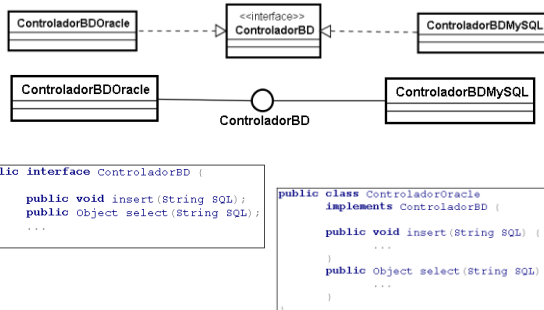 ControladorBDOracle
<<interface>>
ControladorBD
ControladorBDMySQL
ControladorBDOracle
ControladorBD
ControladorBDMySQL
lic interface ControladorBD {
public void insert(String SQL);
public Object select(String SQL);
...
public class ControladorOracle
implements ControladorBD {
public void insert(String SQL) {
...
}
public Object select(String SQL)
...
}
}